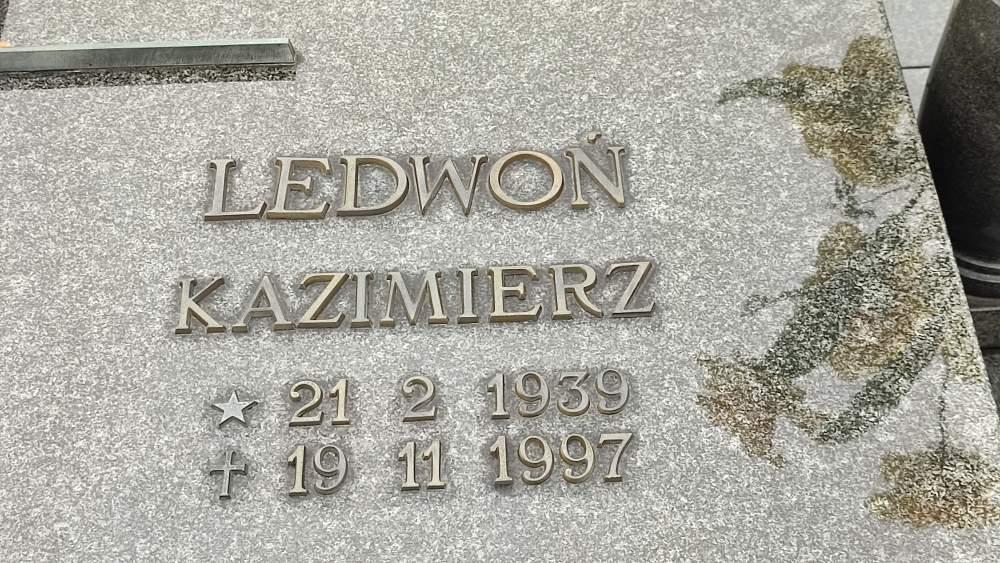 LEDWOŃ
KAZIMIERZ
★ 21 2 1939
✝ 19 11 1997